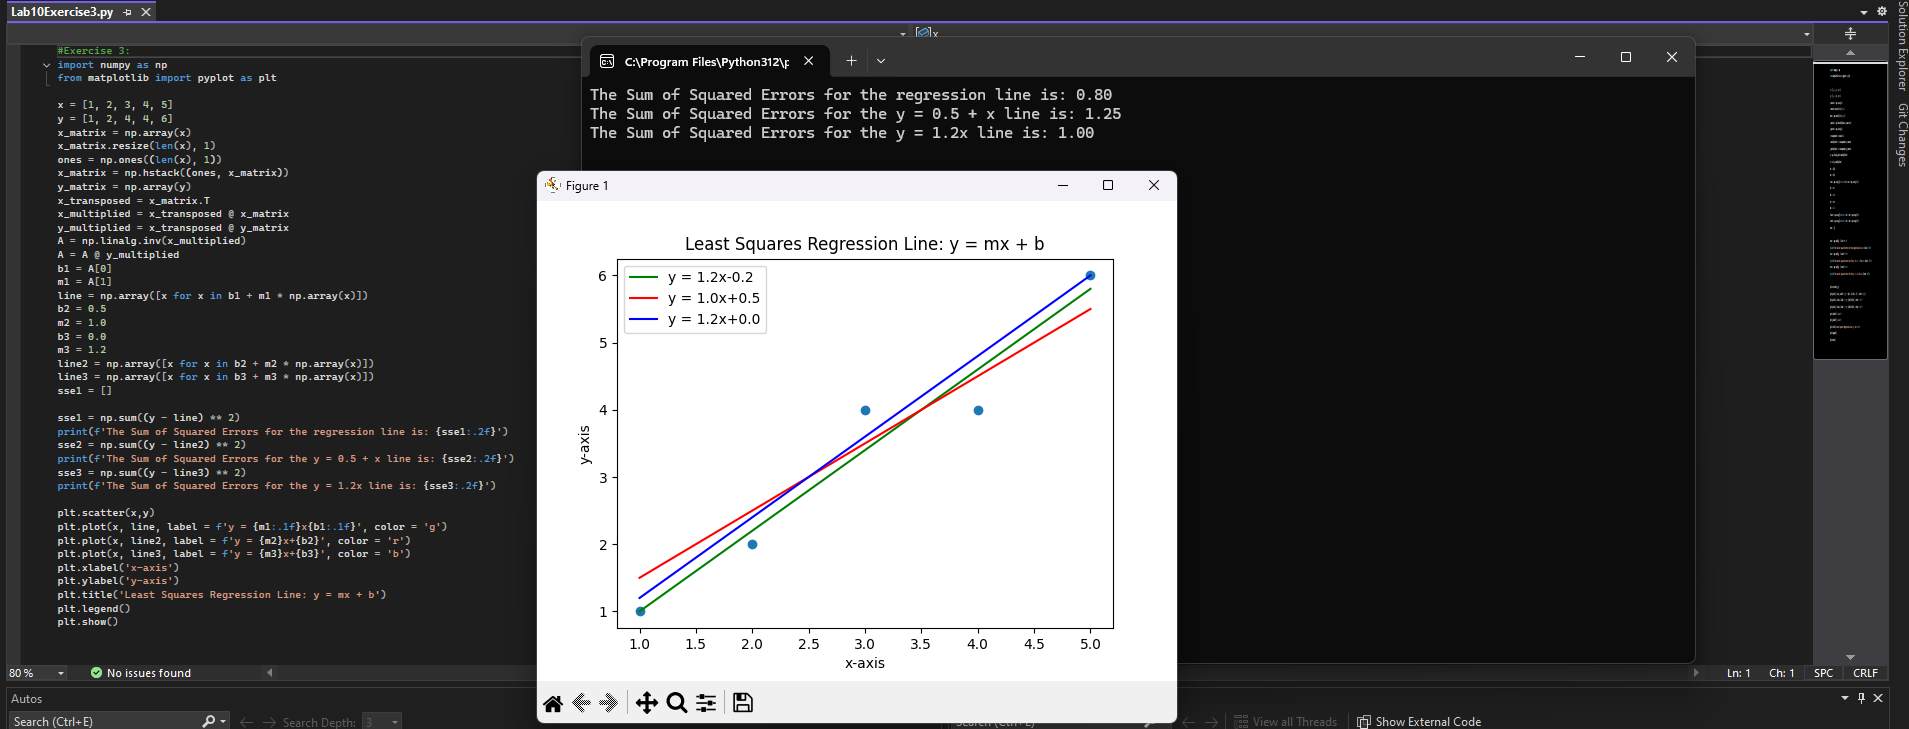 Lab10Exercise3.py
x
#Exercise 3:
import numpy as np
from matplotlib import pyplot as plt
x = [1, 2, 3, 4, 5]
y = [1, 2, 4, 4, 6]
x_matrix = np.array(x)
x_matrix.resize(len(x), 1)
ones = np.ones((len(x), 1))
x_matrix = np.hstack((ones, x_matrix))
y_matrix = np.array(y)
x_transposed = x_matrix.T
x_multiplied = x_transposed @ x_matrix
y_multiplied = x_transposed @ y_matrix
A = np.linalg.inv(x_multiplied)
A = A @ y_multiplied
b1 = A[0]
m1 = A[1]
line = np.array([x for x in b1 + m1 * np.array(x)])
b2 = 0.5
m2 = 1.0
b3 = 0.0
m3 = 1.2
line2 = np.array([x for x in b2 + m2 * np.array(x)])
line3 = np.array([x for x in b3 + m3 * np.array(x)])
sse1 = []
sse1 = np.sum((y - line) ** 2)
print(f'The Sum of Squared Errors for the regression line is: {sse1:.2f}')
sse2 = np.sum((y - line2) ** 2)
print(f'The Sum of Squared Errors for the y = 0.5 + x line is: {sse2:.2f}')
sse3 = np.sum((y - line3) ** 2)
print(f'The Sum of Squared Errors for the y = 1.2x line is: {sse3:.2f}')
plt.scatter(x,y)
plt.plot(x, line, label = f'y = {m1:.1f}x{b1:.1f}', color = 'g')
plt.plot(x, line2, label = f'y = {m2}x+{b2}', color = 'r')
plt.plot(x, line3, label = f'y = {m3}x+{b3}', color = 'b')
plt.xlabel('x-axis')
plt.ylabel('y-axis')
plt.title('Least Squares Regression Line: y = mx + b')
plt.legend()
plt.show()
C:\Program Files\Python312\p
The Sum of Squared Errors for the regression line is: 0.80
The Sum of Squared Errors for the y = 0.5 + x line is: 1.25
The Sum of Squared Errors for the y = 1.2x line is: 1.00
Figure 1
Least Squares Regression Line: y = mx + b
y = 1.2x-0.2
y = 1.0x+0.5
y = 1.2x+0.0
6
5
4
3
2
1
y-axis
1.0 1.5 2.0 2.5 3.0 3.5 4.0 4.5 5.0
x-axis
Solution Explorer
Git Changes
80 %
No issues found
Ln: 1 Ch: 1 SPC CRLF
Autos
Search (Ctrl+E)
Search Depth: 3
Search (Ctrl+E)
View all Threads
Show External Code